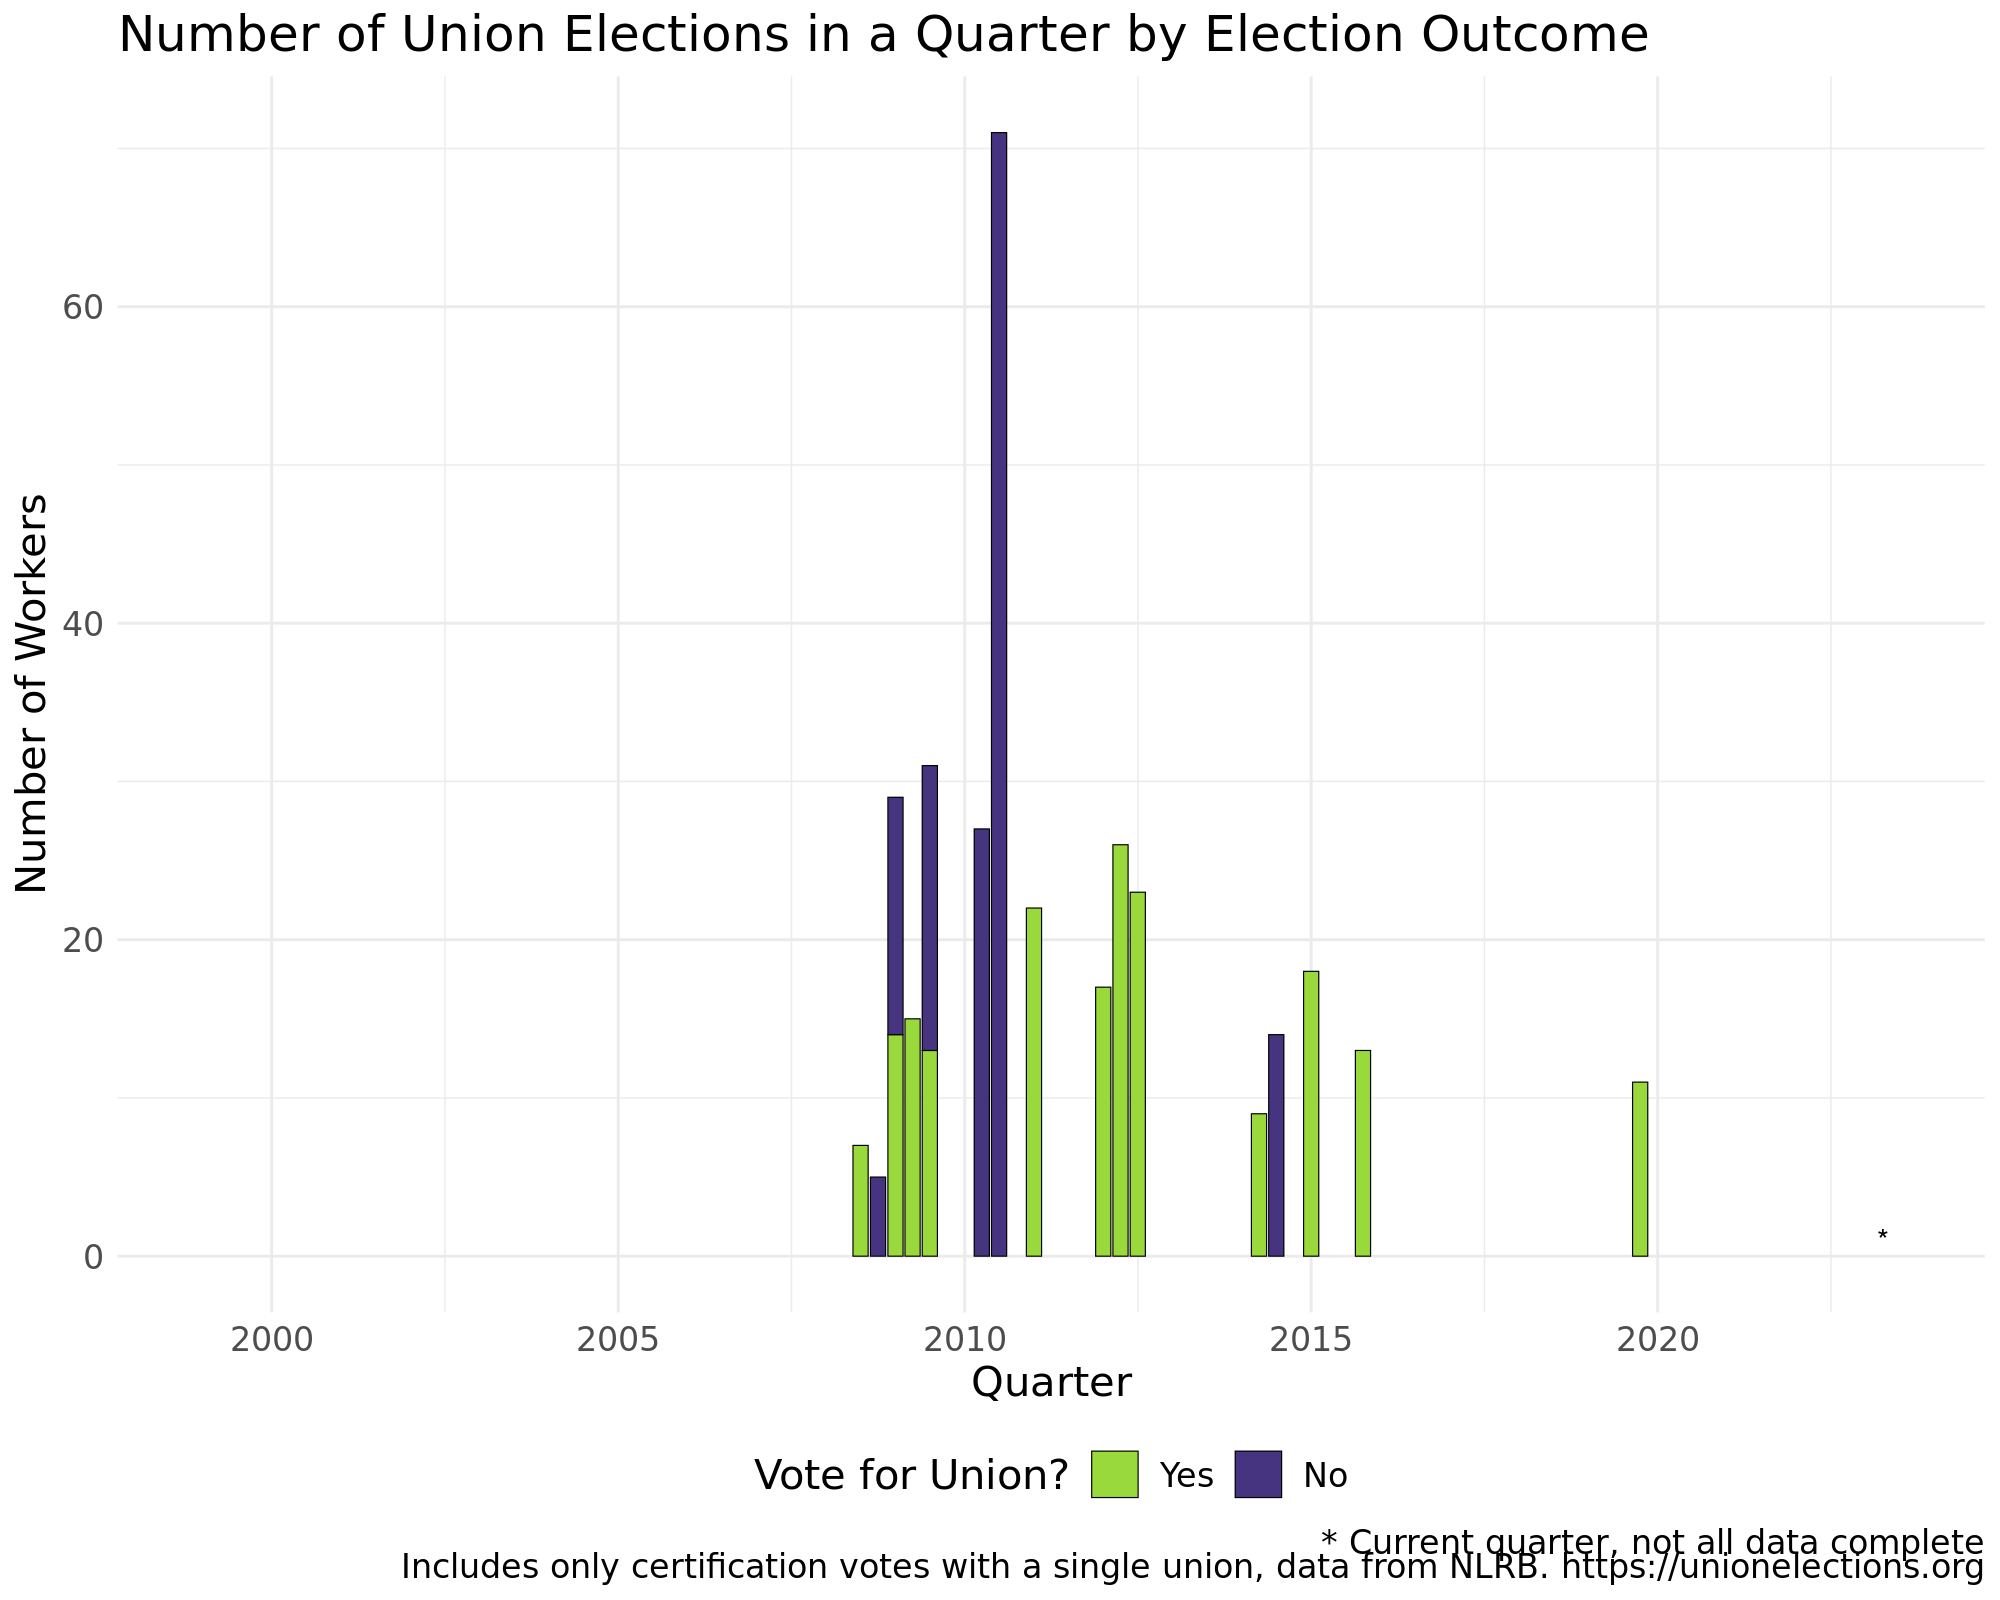 Number of Union Elections in a Quarter by Election Outcome
Number of Workers
60
40
20
0
*
2000 2005 2010 2015 2020
Quarter
Vote for Union? Yes No
* Current quarter, not all data complete
Includes only certification votes with a single union, data from NLRB. https://unionelections.org